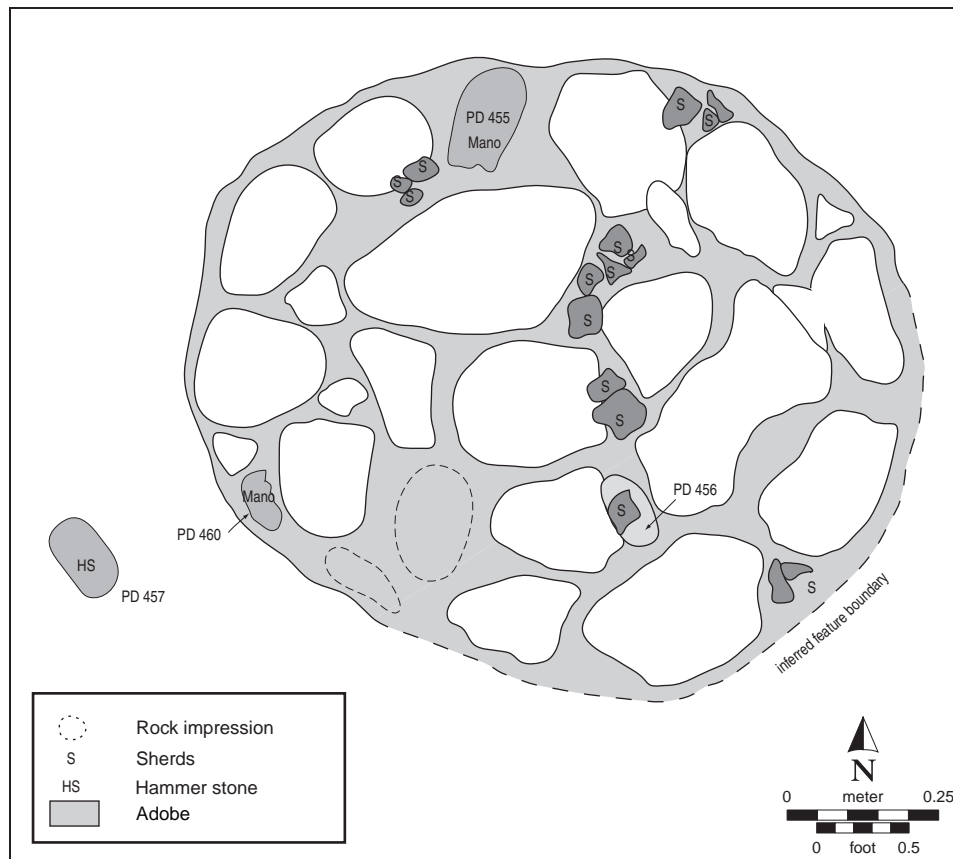 S
S
PD 455
Mano
S
S
S
S
S
S
S
S
S
S
PD 456
S
Mano
PD 460
HS
PD 457
S
inferred feature boundary
Rock impression
S Sherds
HS Hammer stone
Adobe
N
0 meter 0.25
0 foot 0.5